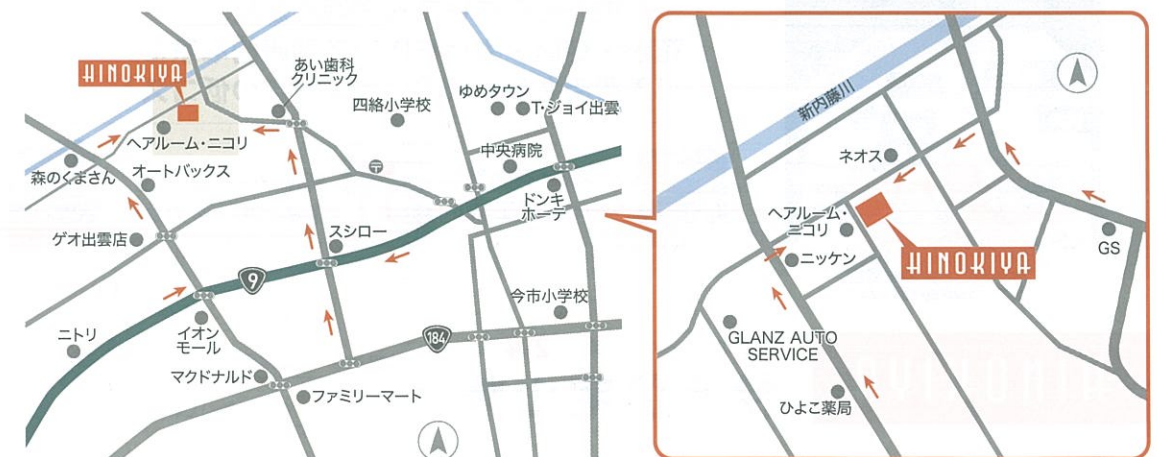 HINOKIYA
あい歯科
クリニック
四絡小学校
ゆめタウン
T・ジョイ出雲
ヘアルーム・ニコリ
中央病院
森のくまさん
オートバックス
ドンキ
ホーテ
ゲオ出雲店
スシロー
9
今市小学校
ニトリ
イオン
モール
184
マクドナルド
ファミリーマート
新内藤川
ネオス
ヘアルーム・
ニコリ
GS
ニッケン
HINOKIYA
GLANZ AUTO
SERVICE
ひよこ薬局